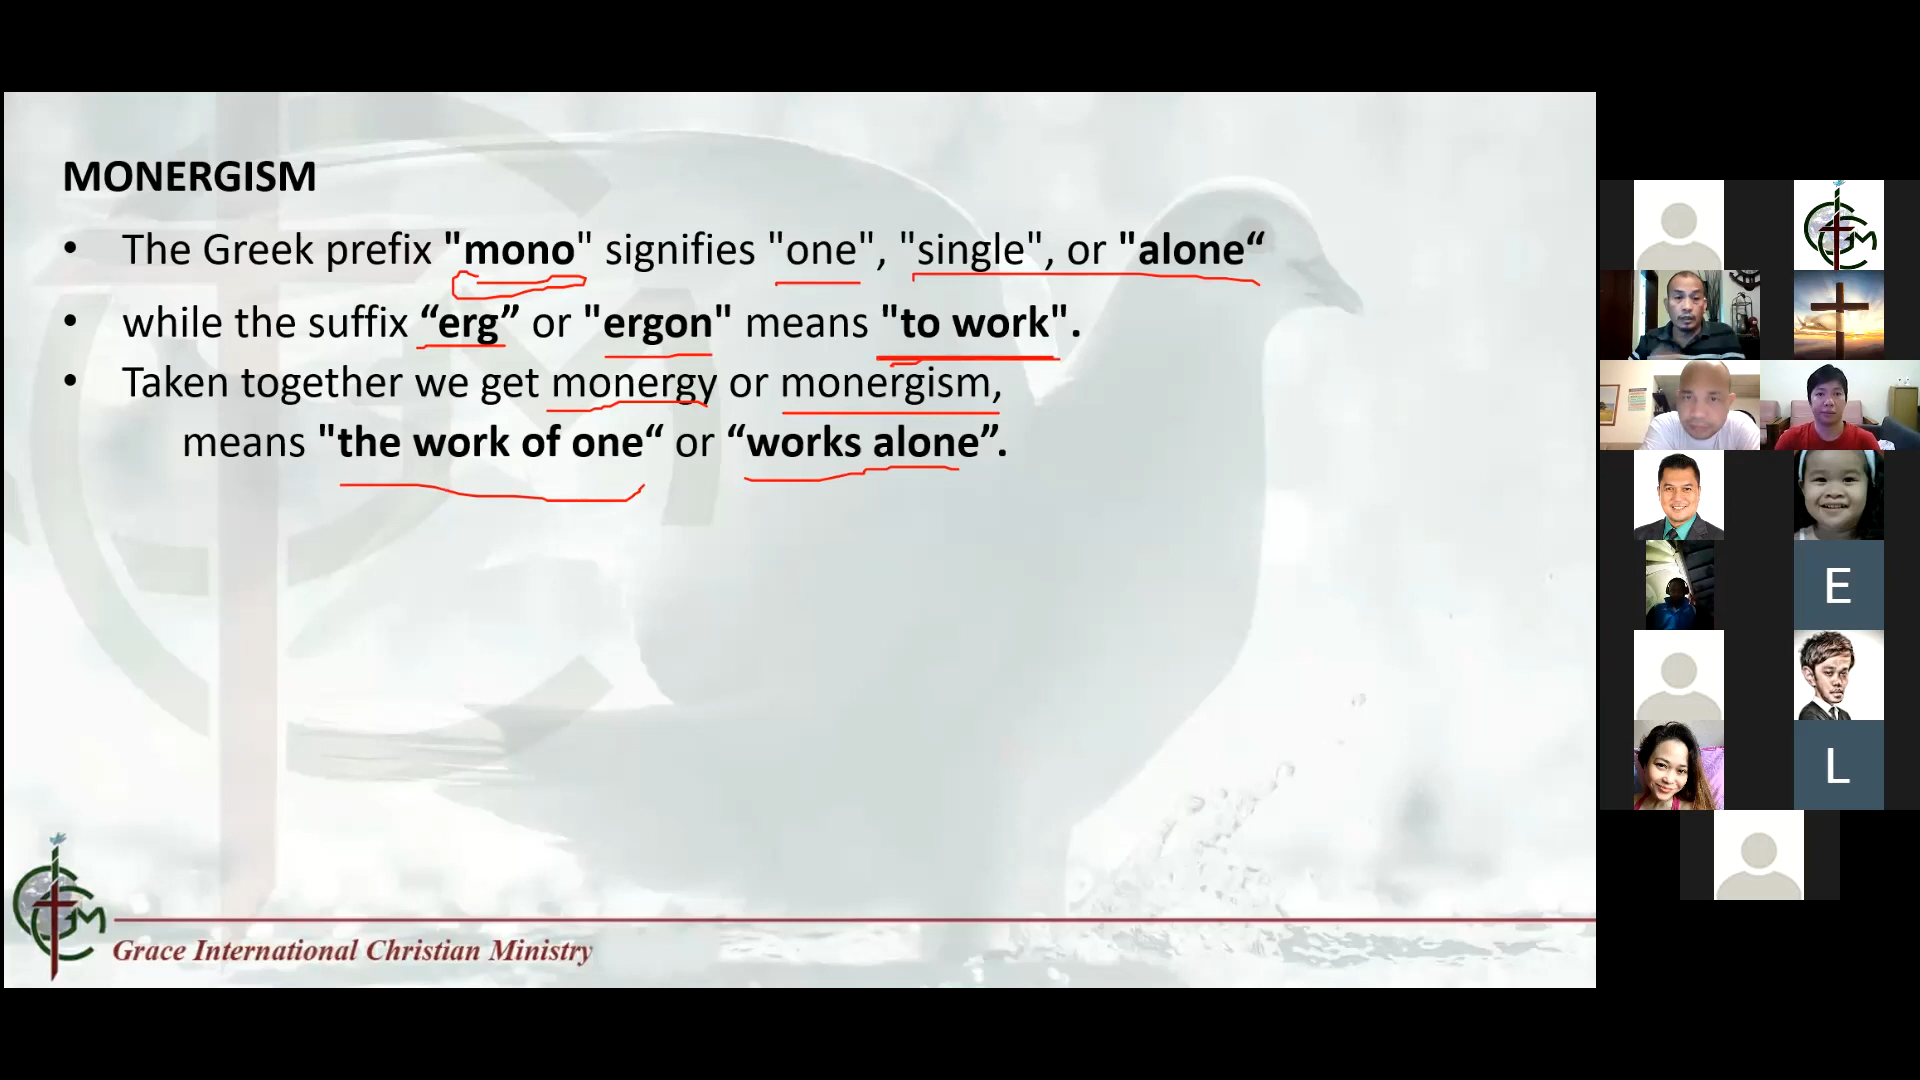 MONERGISM
• The Greek prefix "mono" signifies "one", "single", or "alone“
• while the suffix “erg” or "ergon" means "to work".
• Taken together we get monergy or monergism,
means "the work of one“ or “works alone”.
Grace International Christian Ministry
E
L